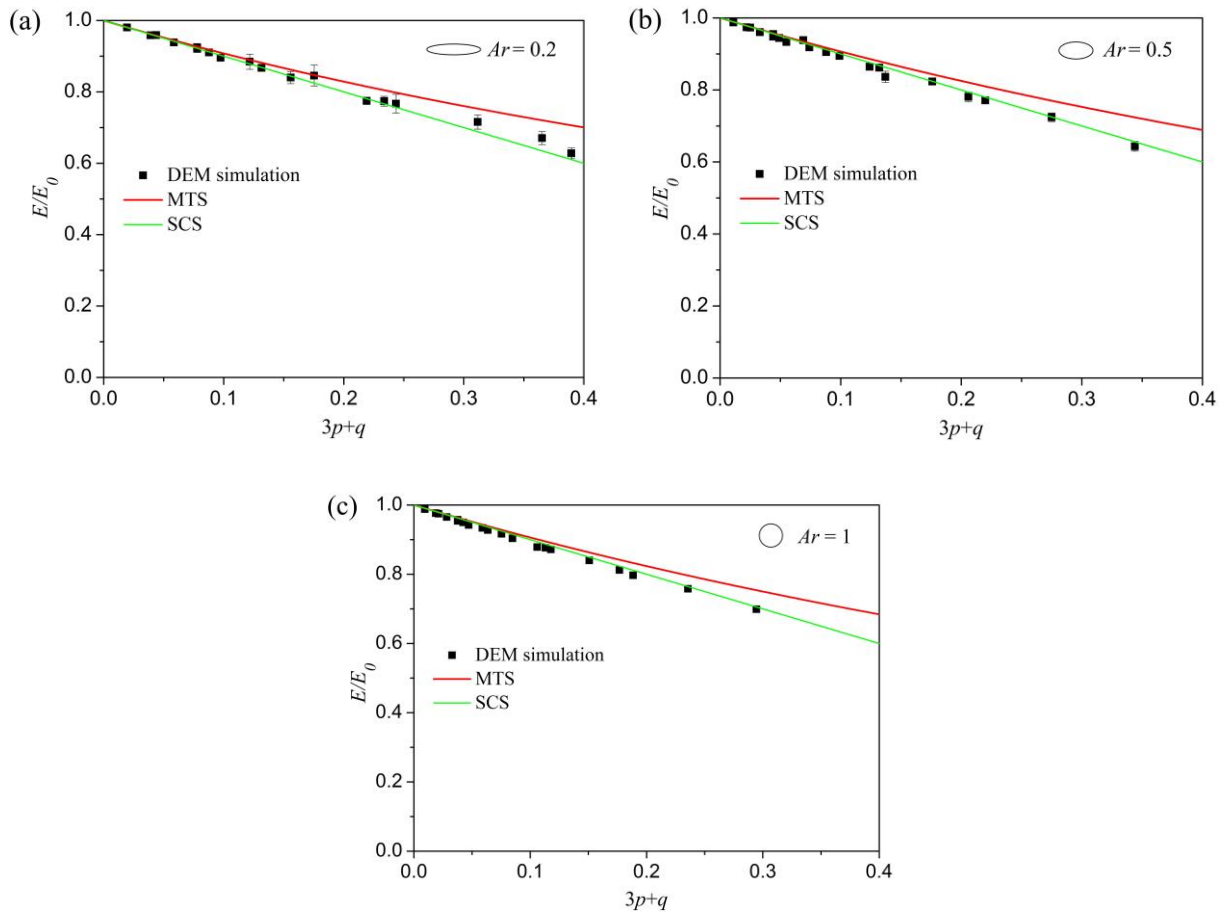 (a)
1.0
0.8
0.6
0.4
0.2
0.0
E/E₀
Ar = 0.2
DEM simulation
MTS
SCS
0.0 0.1 0.2 0.3 0.4
3p+q
(b)
1.0
0.8
0.6
0.4
0.2
0.0
E/E₀
Ar = 0.5
DEM simulation
MTS
SCS
0.0 0.1 0.2 0.3 0.4
3p+q
(c)
1.0
0.8
0.6
0.4
0.2
0.0
E/E₀
Ar = 1
DEM simulation
MTS
SCS
0.0 0.1 0.2 0.3 0.4
3p+q